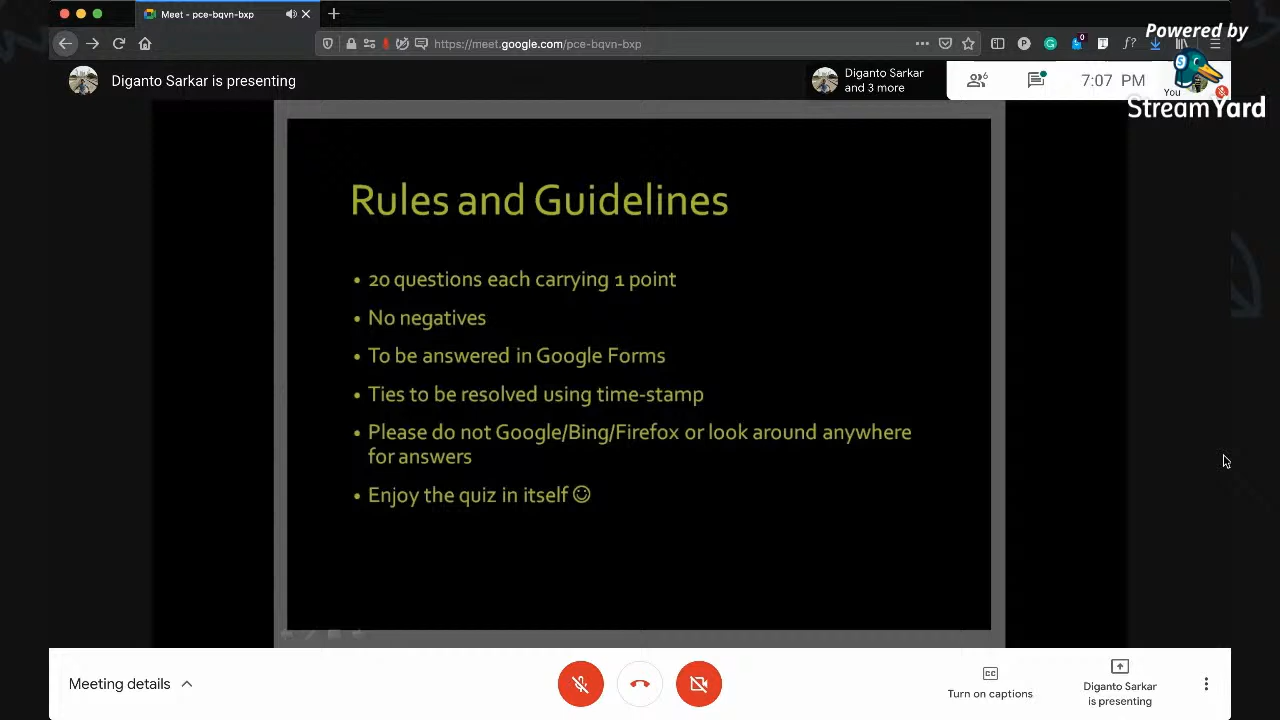 Meet - pce-bqvn-bxp
https://meet.google.com/pce-bqvn-bxp
Powered by
StreamYard
Diganto Sarkar is presenting
Diganto Sarkar
and 3 more
6
7:07 PM
You
Rules and Guidelines
• 20 questions each carrying 1 point
• No negatives
• To be answered in Google Forms
• Ties to be resolved using time-stamp
• Please do not Google/Bing/Firefox or look around anywhere
for answers
• Enjoy the quiz in itself ☺
Meeting details
Turn on captions
Diganto Sarkar
is presenting